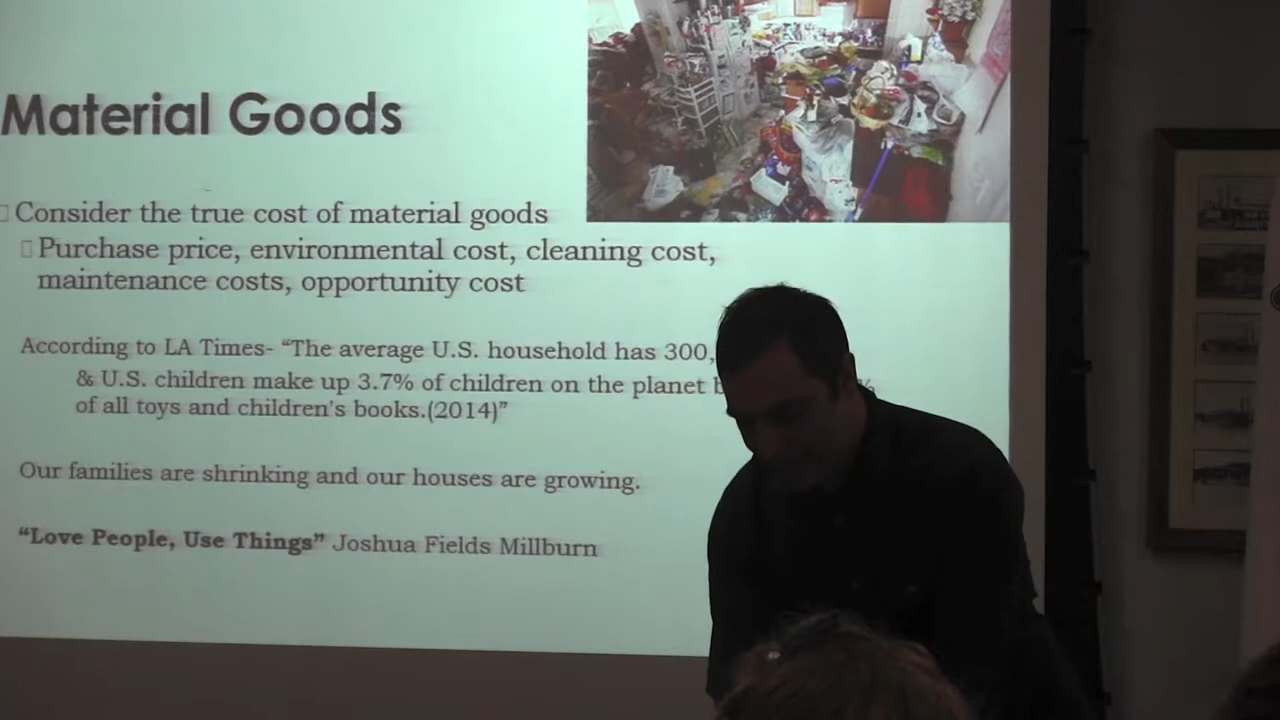 Material Goods
Consider the true cost of material goods
Purchase price, environmental cost, cleaning cost,
maintenance costs, opportunity cost
According to LA Times- “The average U.S. household has 300,
& U.S. children make up 3.7% of children on the planet
of all toys and children's books.(2014)”
Our families are shrinking and our houses are growing.
“Love People, Use Things” Joshua Fields Millburn